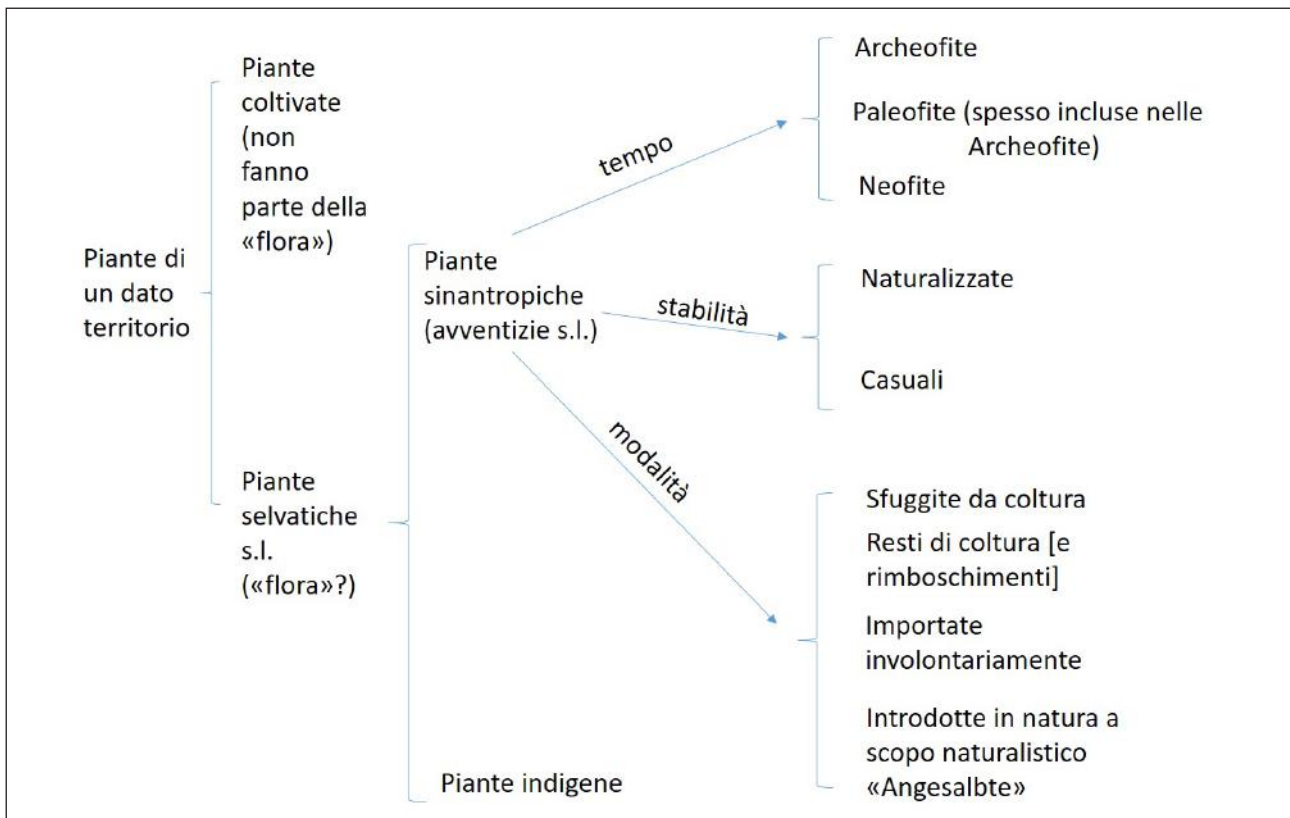 Piante di
un dato
territorio
Piante
coltivate
(non
fanno
parte della
«flora»)
Piante
selvatiche
s.l.
(«flora»?)
Piante
sinantropiche
(avventizie s.l.)
Piante indigene
tempo
stabilità
modalità
Archeofite
Paleofite (spesso incluse nelle
Archeofite)
Neofite
Naturalizzate
Casuali
Sfuggite da coltura
Resti di coltura [e
rimboschimenti]
Importate
involontariamente
Introdotte in natura a
scopo naturalistico
«Angesalbte»